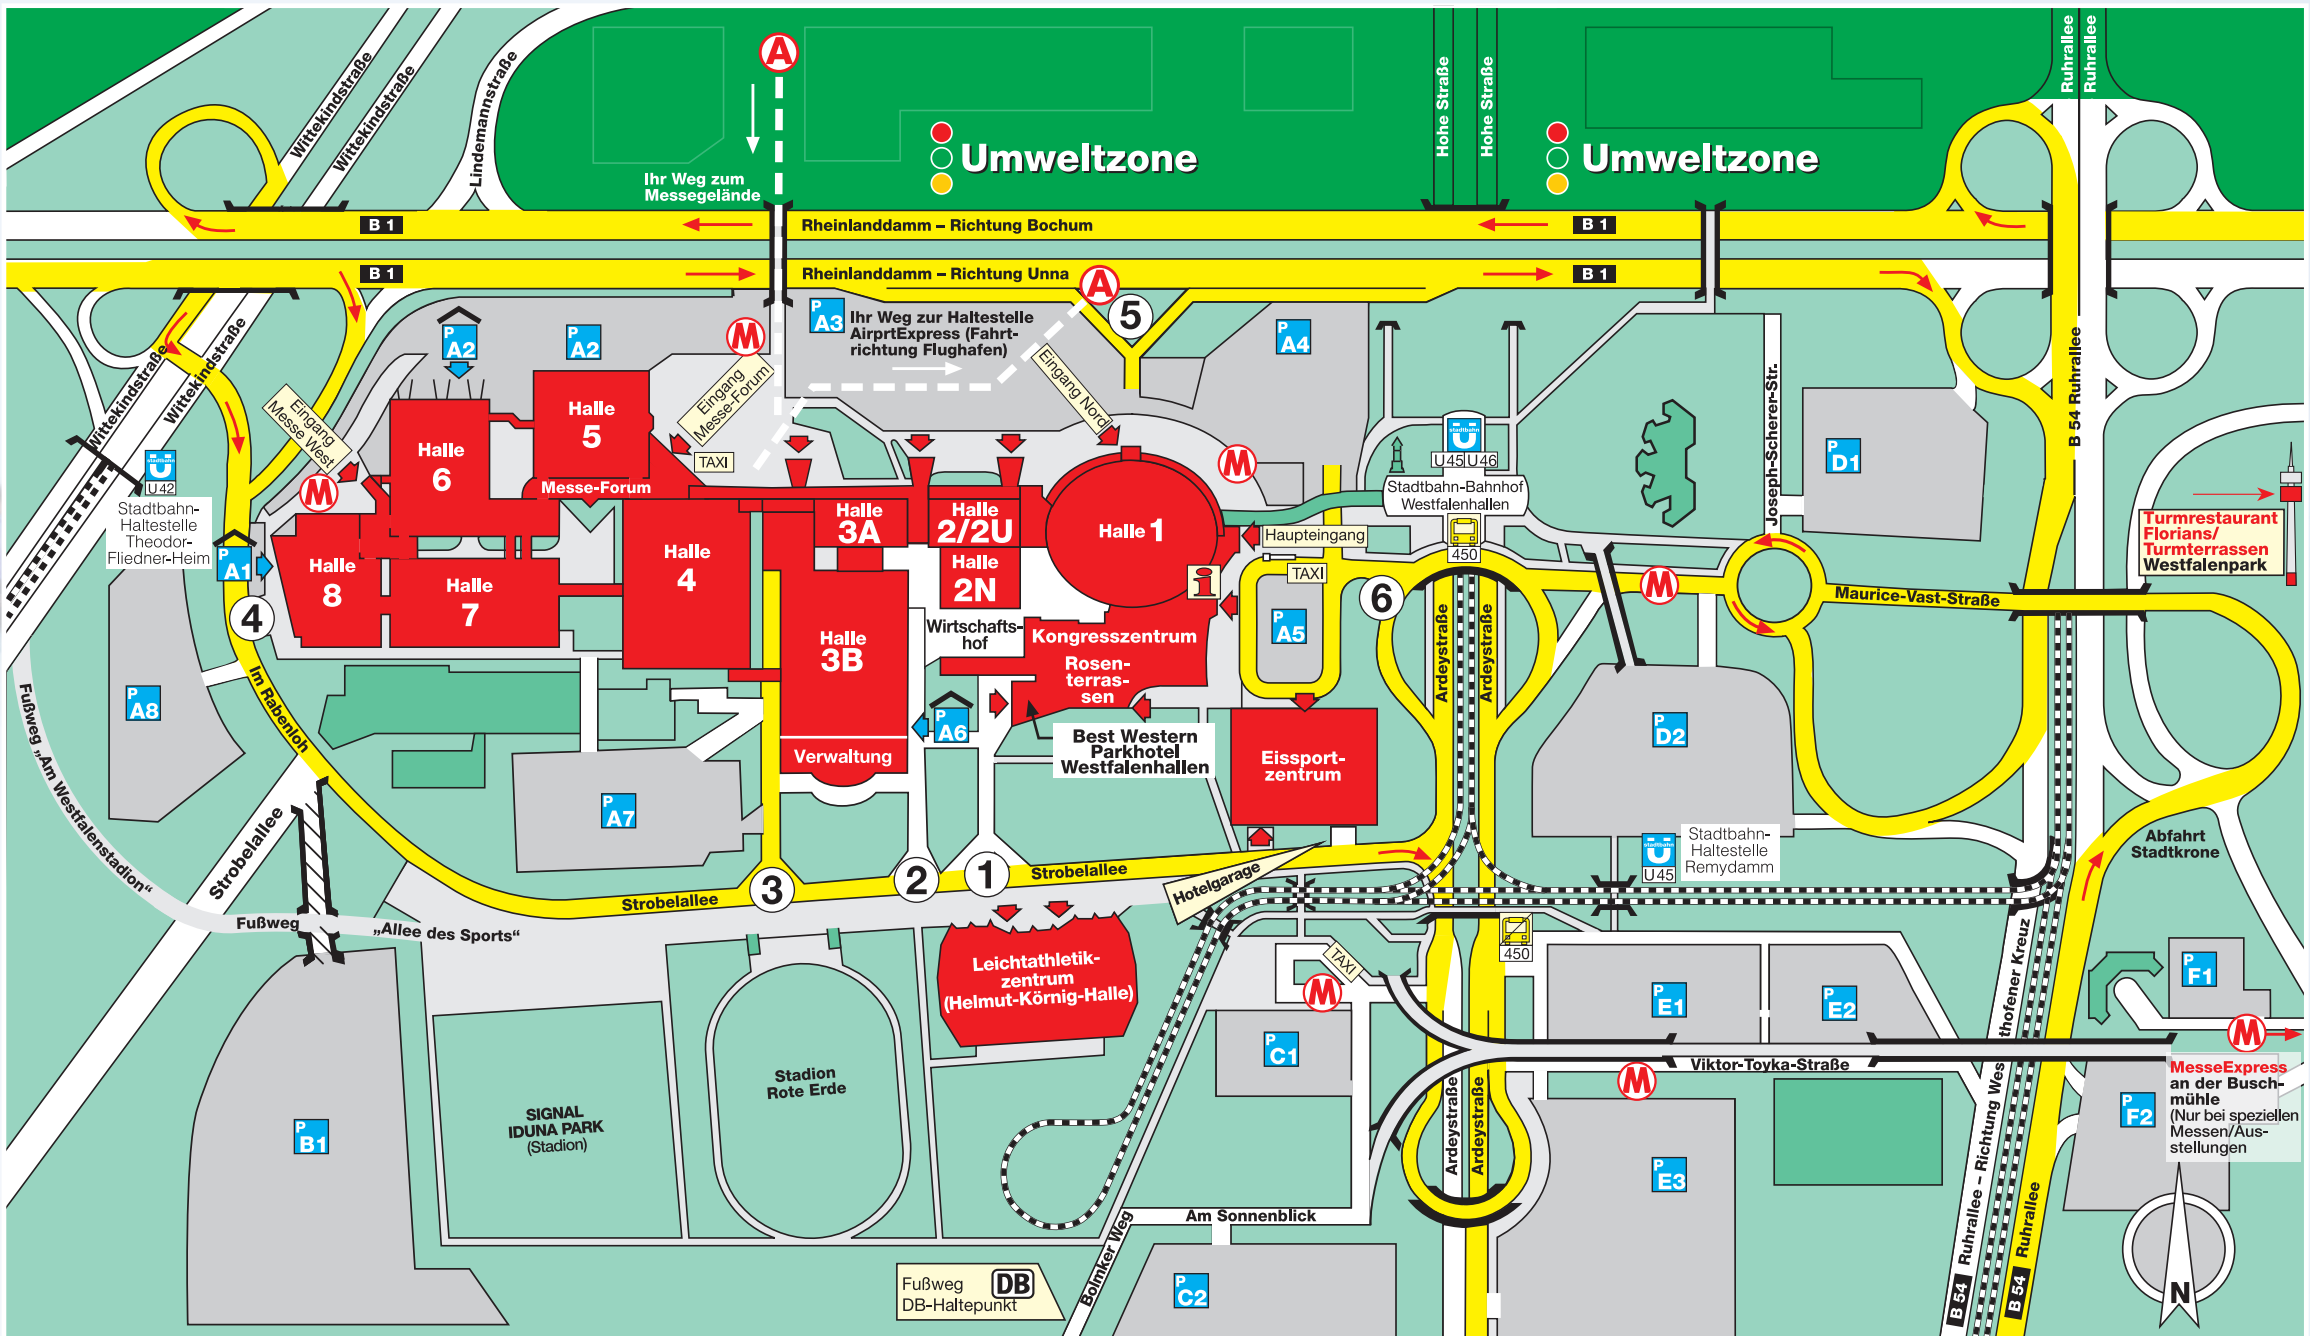 Wittekindstraße
Wittekindstraße
Lindemannstraße
A
Ihr Weg zum
Messegelände
Umweltzone
Hohe Straße
Hohe Straße
Umweltzone
Ruhrallee
Ruhrallee
B 1
Rheinlanddamm – Richtung Bochum
B 1
B 1
Rheinlanddamm – Richtung Unna
B 1
A
5
P
A2
P
A2
M
P
A3
Ihr Weg zur Haltestelle
AirprtExpress (Fahrt-
richtung Flughafen)
P
A4
Wittekindstraße
Wittekindstraße
Eingang
Messe West
Eingang
Messe-Forum
Eingang Nord
TAXI
Halle
5
Halle
6
Messe-Forum
M
M
stadtbahn
U
U45
U46
Stadtbahn-Bahnhof
Westfalenhallen
450
Joseph-Scherer-Str.
P
D1
B 54 Ruhrallee
Turmrestaurant
Florians/
Turmterrassen
Westfalenpark
stadtbahn
U
U42
Stadtbahn-
Haltestelle
Theodor-
Fliedner-Heim
P
A1
4
Halle
8
Halle
7
Halle
4
Halle
3A
Halle
2/2U
Halle
2N
Halle 1
Haupteingang
TAXI
i
P
A5
6
M
Maurice-Vast-Straße
Halle
3B
Verwaltung
Wirtschafts-
hof
Kongresszentrum
Rosen-
terras-
sen
P
A6
Best Western
Parkhotel
Westfalenhallen
Eissport-
zentrum
Ardeystraße
Ardeystraße
P
D2
P
A8
Im Rabenloh
Fußweg „Am Westfalenstadion“
P
A7
Strobelallee
Fußweg
„Allee des Sports“
Strobelallee
3
2
1
Strobelallee
Hotelgarage
stadtbahn
U
U45
Stadtbahn-
Haltestelle
Remydamm
Abfahrt
Stadtkrone
Leichtathletik-
zentrum
(Helmut-Körnig-Halle)
TAXI
M
450
P
C1
P
E1
P
E2
P
F1
M
Viktor-Toyka-Straße
M
MesseExpress
an der Busch-
mühle
(Nur bei speziellen
Messen/Aus-
stellungen
P
F2
P
B1
SIGNAL
IDUNA PARK
(Stadion)
Stadion
Rote Erde
Ardeystraße
Ardeystraße
P
E3
Am Sonnenblick
Bolmker Weg
P
C2
Fußweg
DB
DB-Haltepunkt
B 54 Ruhrallee – Richtung Westhofener Kreuz
B 54 Ruhrallee
N